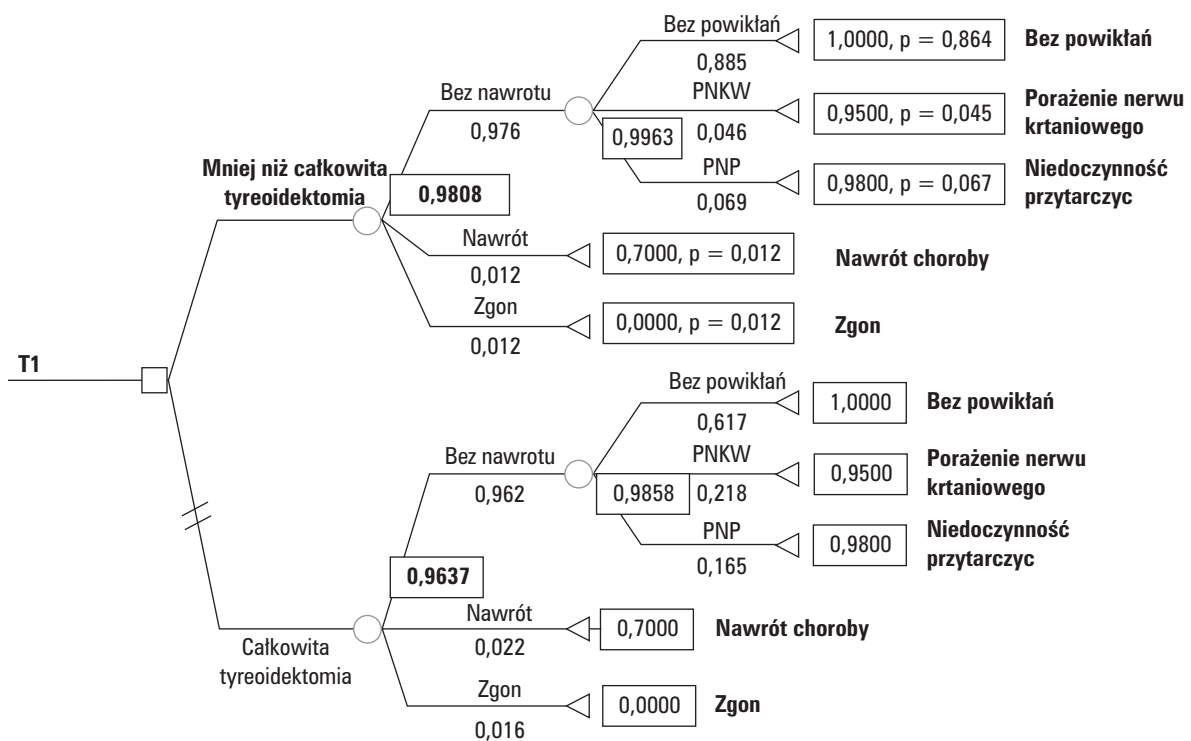 Bez powikłań
0,885
1,0000, p = 0,864
Bez powikłań
Bez nawrotu
0,976
PNKW
0,046
0,9500, p = 0,045
Porażenie nerwu
krtaniowego
0,9963
PNP
0,069
0,9800, p = 0,067
Niedoczynność
przytarczyc
Mniej niż całkowita
tyreoidektomia
0,9808
Nawrót
0,012
0,7000, p = 0,012
Nawrót choroby
Zgon
0,012
0,0000, p = 0,012
Zgon
T1
Bez powikłań
0,617
1,0000
Bez powikłań
Bez nawrotu
0,962
PNKW
0,218
0,9500
Porażenie nerwu
krtaniowego
0,9858
PNP
0,165
0,9800
Niedoczynność
przytarczyc
0,9637
Całkowita
tyreoidektomia
Nawrót
0,022
0,7000
Nawrót choroby
Zgon
0,016
0,0000
Zgon